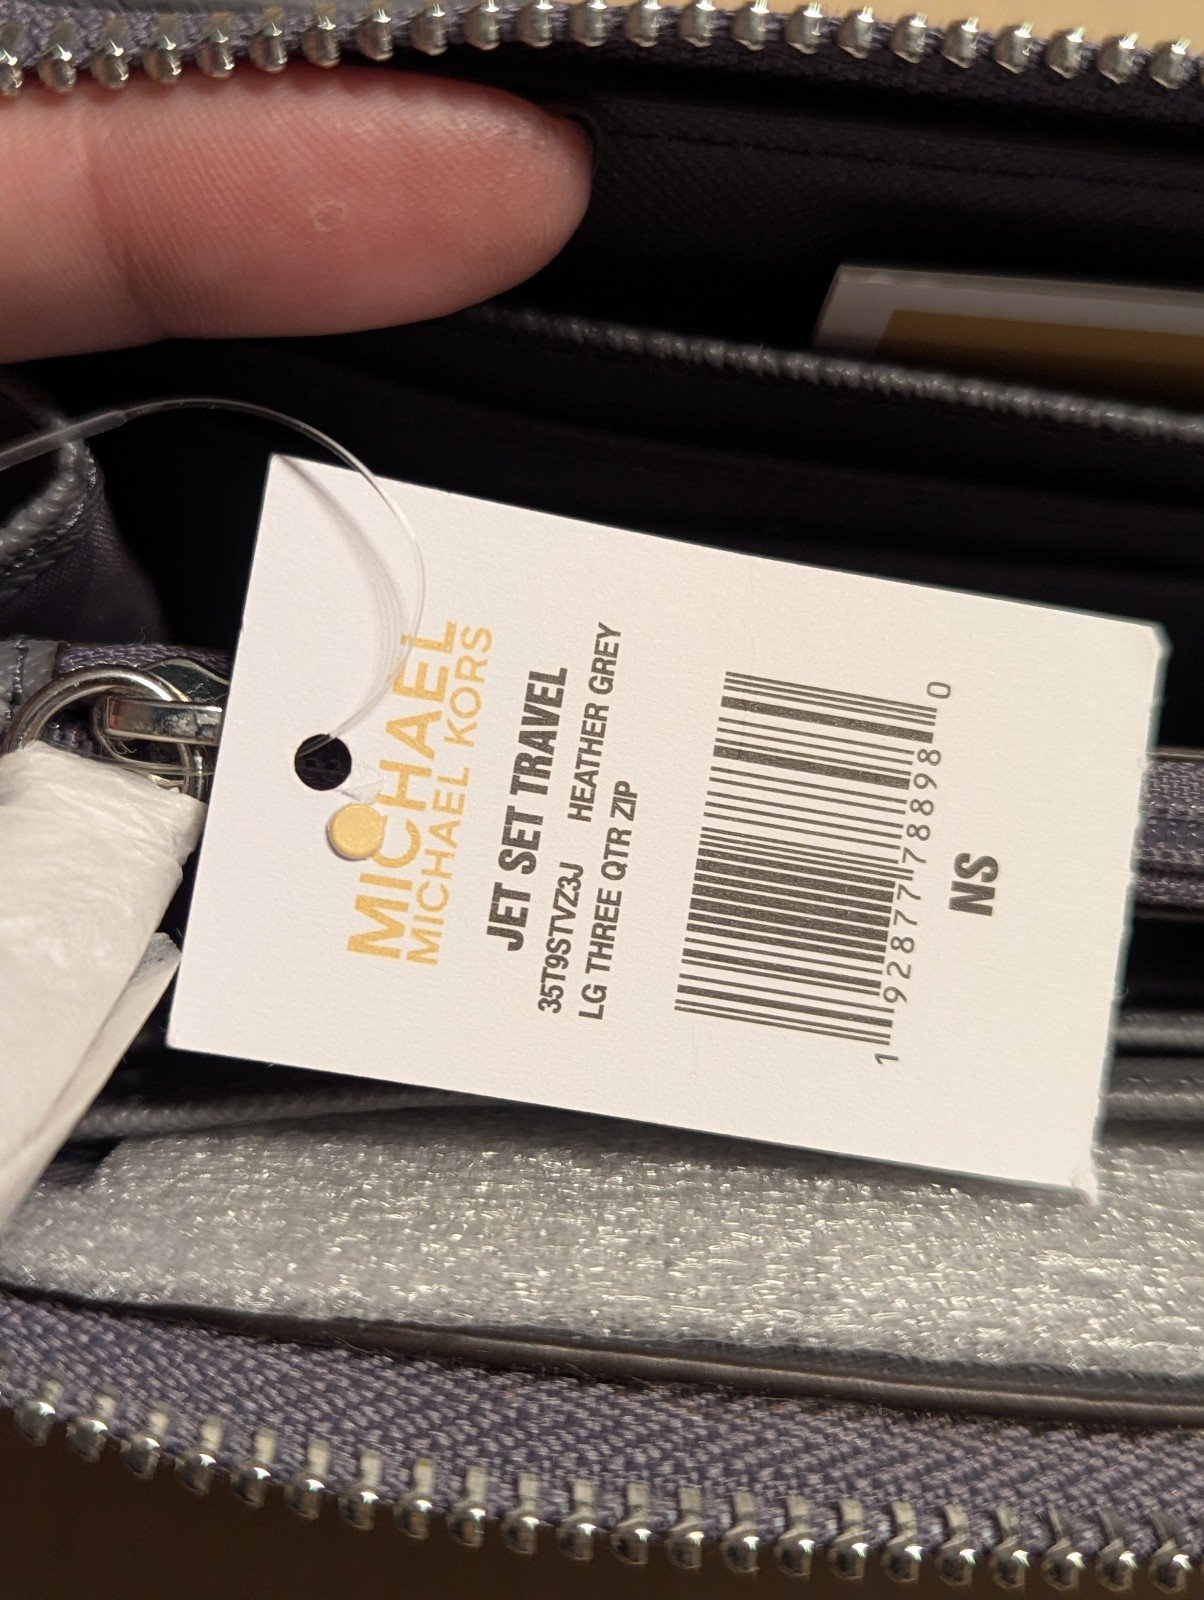 MICHAEL
MICHAEL KORS
JET SET TRAVEL
35T9STVZ3J HEATHER GREY
LG THREE QTR ZIP
1 92877 78898 0
NS